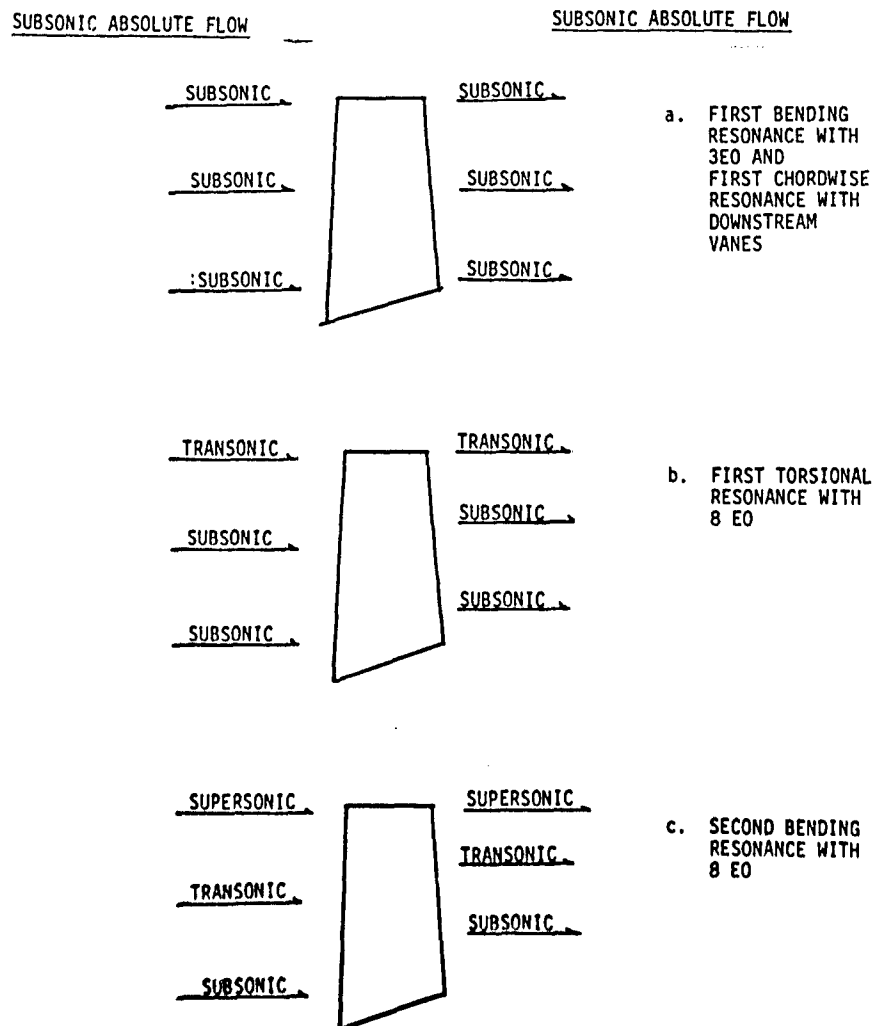 SUBSONIC ABSOLUTE FLOW
SUBSONIC ABSOLUTE FLOW
SUBSONIC
SUBSONIC
:SUBSONIC
SUBSONIC
SUBSONIC
SUBSONIC
a. FIRST BENDING
RESONANCE WITH
3EO AND
FIRST CHORDWISE
RESONANCE WITH
DOWNSTREAM
VANES
TRANSONIC
SUBSONIC
SUBSONIC
TRANSONIC
SUBSONIC
SUBSONIC
b. FIRST TORSIONAL
RESONANCE WITH
8 EO
SUPERSONIC
TRANSONIC
SUBSONIC
SUPERSONIC
TRANSONIC
SUBSONIC
c. SECOND BENDING
RESONANCE WITH
8 EO